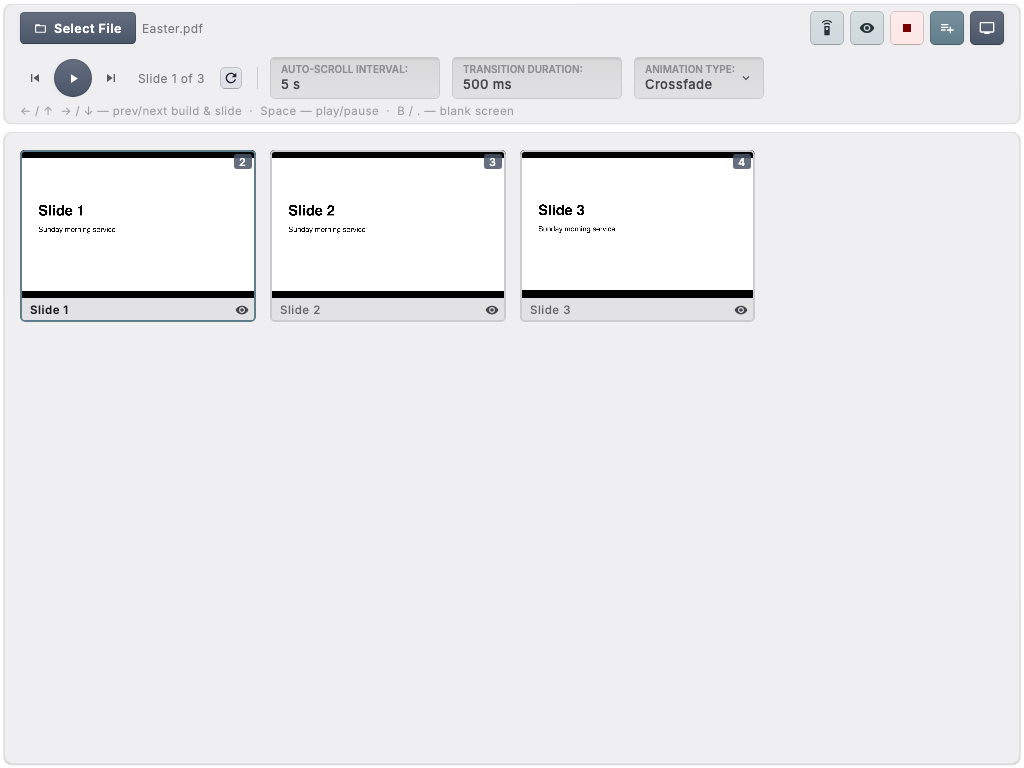 Select File
Easter.pdf
Slide 1 of 3
AUTO-SCROLL INTERVAL:
5 s
TRANSITION DURATION:
500 ms
ANIMATION TYPE:
Crossfade
← / ↑ → / ↓ — prev/next build & slide · Space — play/pause · B / . — blank screen
2
Slide 1
Sunday morning service
Slide 1
3
Slide 2
Sunday morning service
Slide 2
4
Slide 3
Sunday morning service
Slide 3